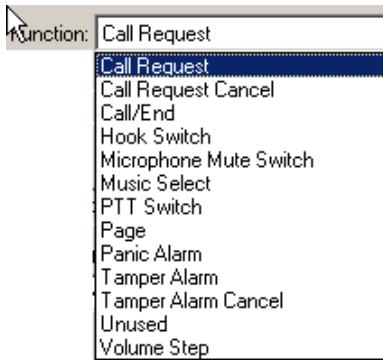 Function: Call Request
Call Request
Call Request Cancel
Call/End
Hook Switch
Microphone Mute Switch
Music Select
PTT Switch
Page
Panic Alarm
Tamper Alarm
Tamper Alarm Cancel
Unused
Volume Step